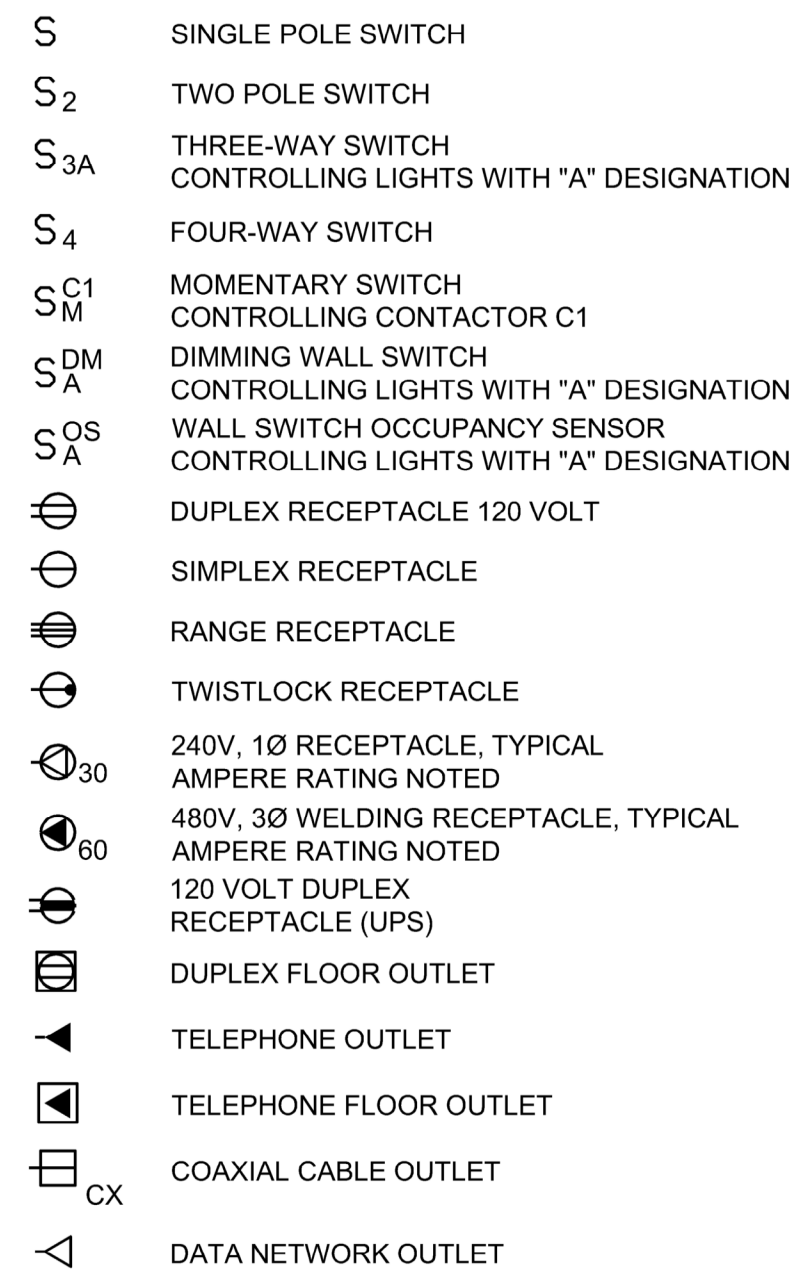 S SINGLE POLE SWITCH
S2 TWO POLE SWITCH
S3A THREE-WAY SWITCH
CONTROLLING LIGHTS WITH "A" DESIGNATION
S4 FOUR-WAY SWITCH
S C1 M MOMENTARY SWITCH
CONTROLLING CONTACTOR C1
S DM A DIMMING WALL SWITCH
CONTROLLING LIGHTS WITH "A" DESIGNATION
S OS A WALL SWITCH OCCUPANCY SENSOR
CONTROLLING LIGHTS WITH "A" DESIGNATION
DUPLEX RECEPTACLE 120 VOLT
SIMPLEX RECEPTACLE
RANGE RECEPTACLE
TWISTLOCK RECEPTACLE
240V, 1Ø RECEPTACLE, TYPICAL
30 AMPERE RATING NOTED
480V, 3Ø WELDING RECEPTACLE, TYPICAL
60 AMPERE RATING NOTED
120 VOLT DUPLEX
RECEPTACLE (UPS)
DUPLEX FLOOR OUTLET
TELEPHONE OUTLET
TELEPHONE FLOOR OUTLET
COAXIAL CABLE OUTLET
CX
DATA NETWORK OUTLET